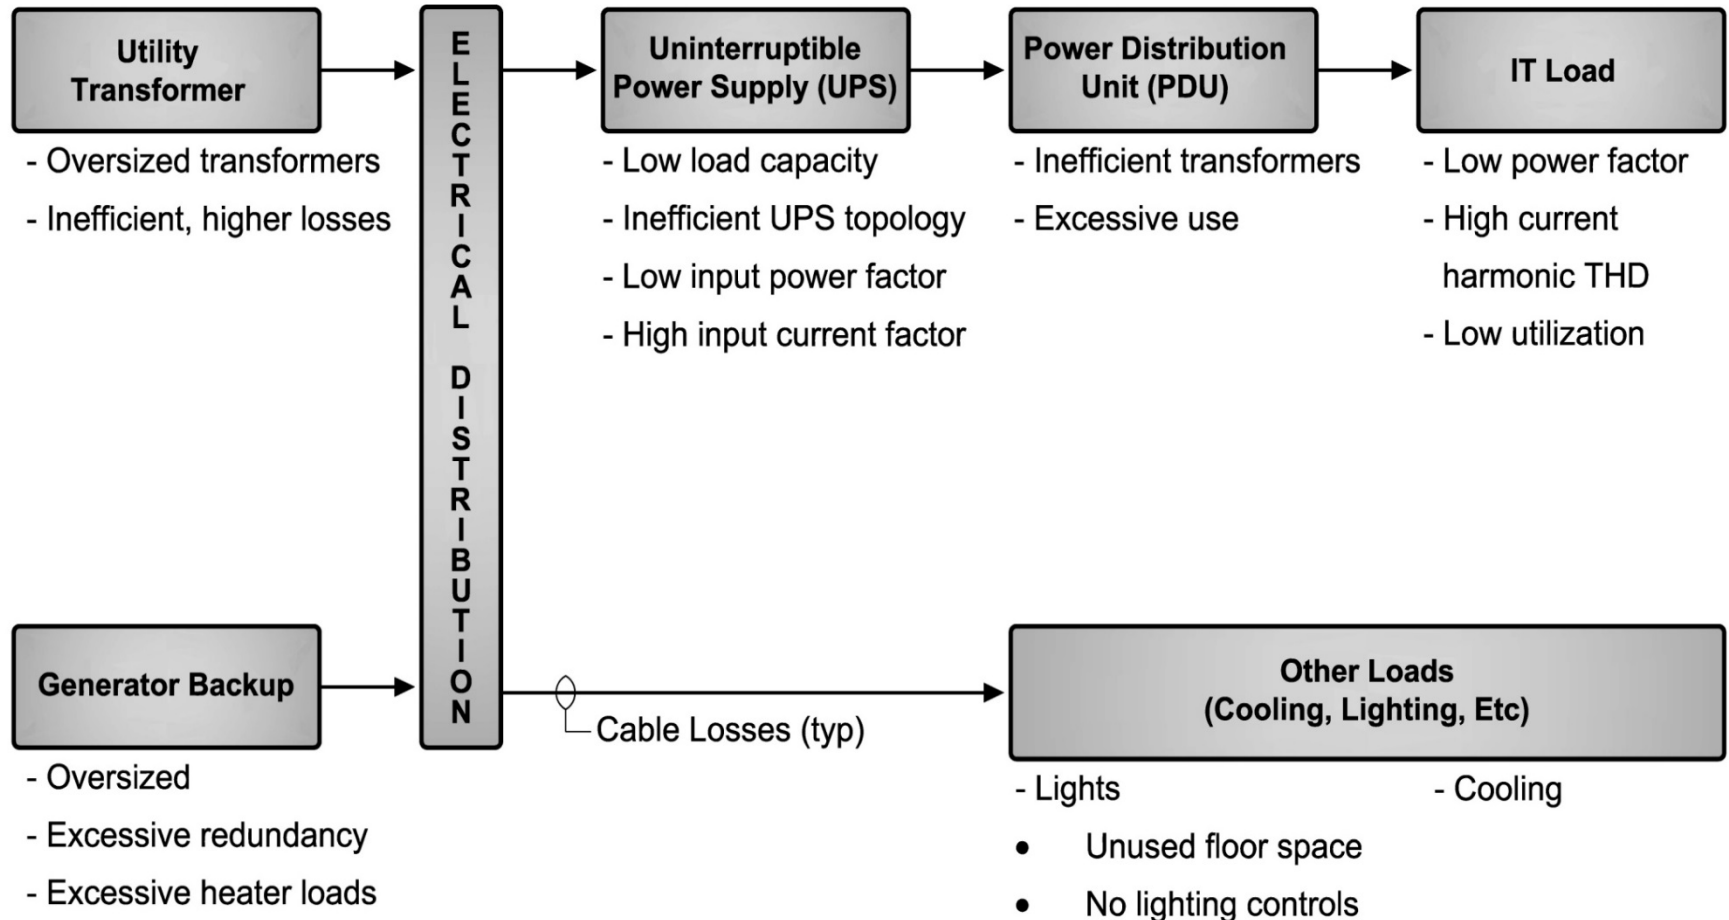 Utility
Transformer
- Oversized transformers
- Inefficient, higher losses
ELECTRICAL DISTRIBUTION
Uninterruptible
Power Supply (UPS)
- Low load capacity
- Inefficient UPS topology
- Low input power factor
- High input current factor
Power Distribution
Unit (PDU)
- Inefficient transformers
- Excessive use
IT Load
- Low power factor
- High current
harmonic THD
- Low utilization
Generator Backup
- Oversized
- Excessive redundancy
- Excessive heater loads
Cable Losses (typ)
Other Loads
(Cooling, Lighting, Etc)
- Lights
• Unused floor space
• No lighting controls
- Cooling